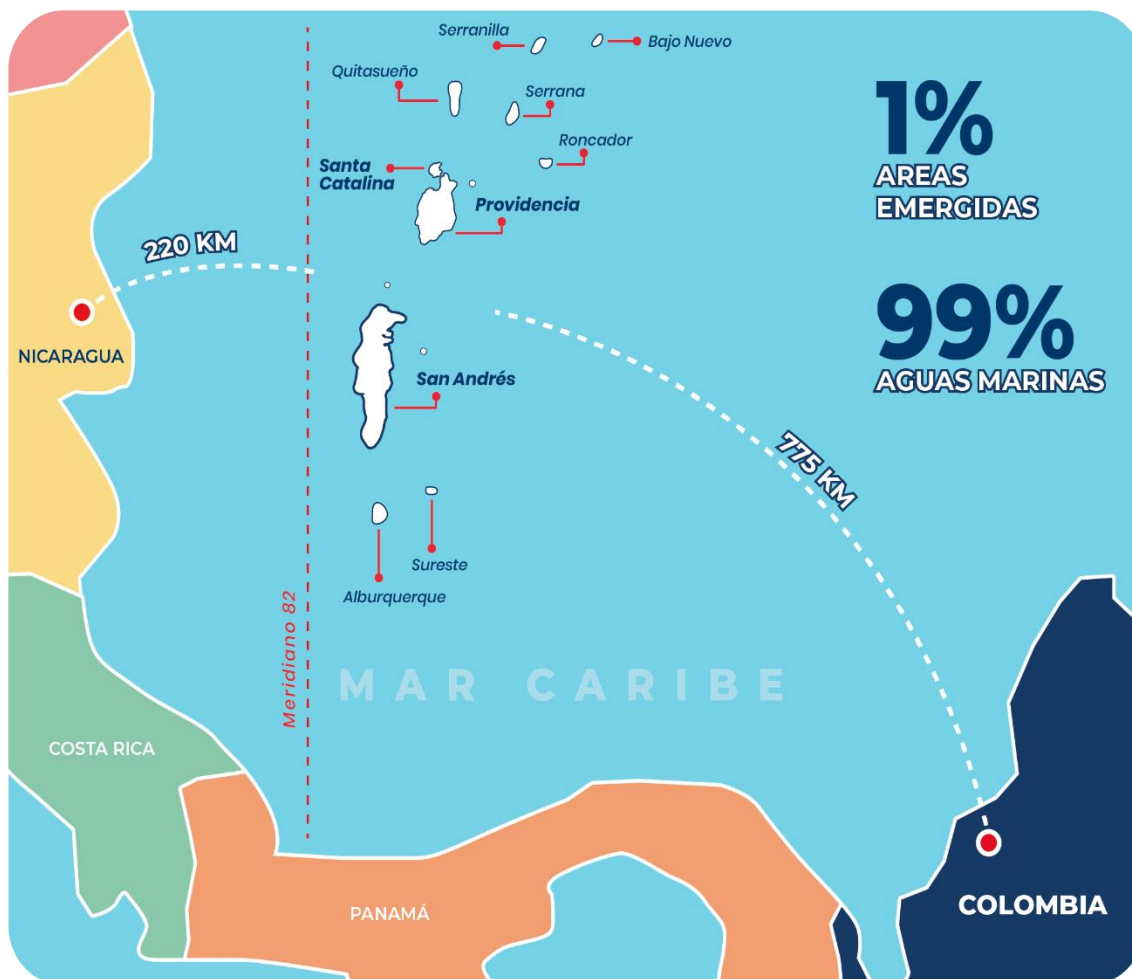 Serranilla
Bajo Nuevo
Quitasueño
Serrana
Roncador
Santa
Catalina
Providencia
1%
AREAS
EMERGIDAS
220 KM
99%
AGUAS MARINAS
NICARAGUA
San Andrés
775 KM
Sureste
Alburquerque
Meridiano 82
MAR CARIBE
COSTA RICA
PANAMÁ
COLOMBIA